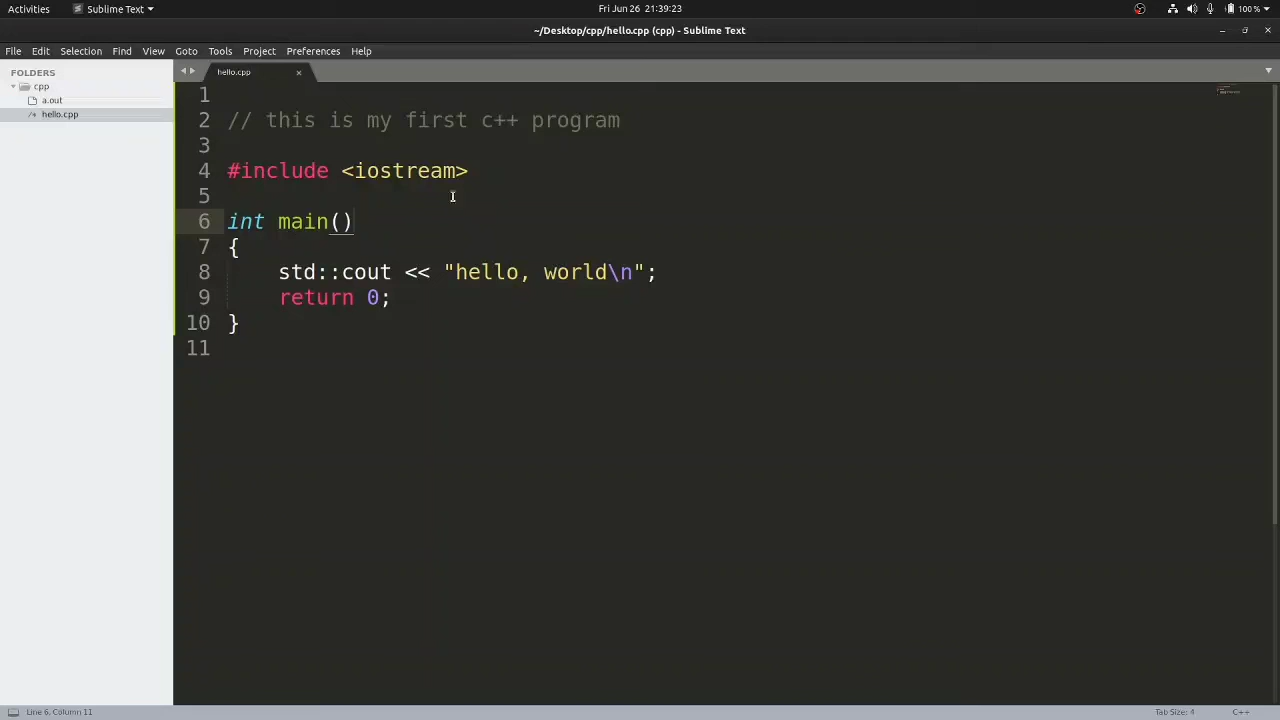 Activities Sublime Text Fri Jun 26 21:39:23 100 %
~/Desktop/cpp/hello.cpp (cpp) - Sublime Text
File Edit Selection Find View Goto Tools Project Preferences Help
FOLDERS
cpp
a.out
/* hello.cpp
hello.cpp
1
2 // this is my first c++ program
3
4 #include <iostream>
5
6 int main()
7 {
8 std::cout << "hello, world\n";
9 return 0;
10 }
11
Line 6, Column 11 Tab Size: 4 C++